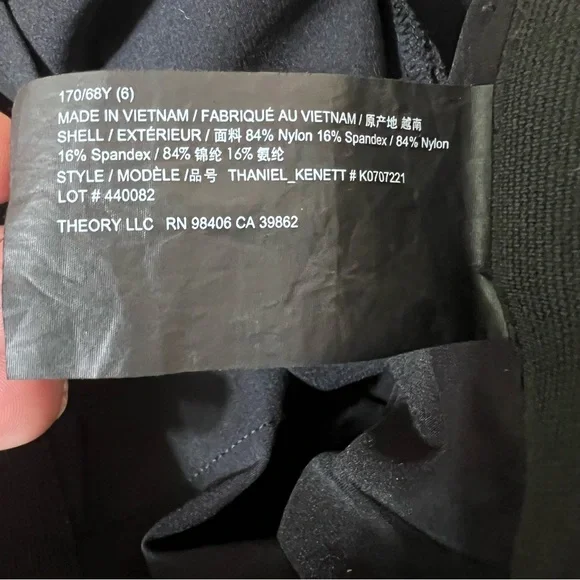 170/68Y (6)
MADE IN VIETNAM / FABRIQUÉ AU VIETNAM / 原产地 越南
SHELL / EXTÉRIEUR / 面料 84% Nylon 16% Spandex / 84% Nylon
16% Spandex / 84% 锦纶 16% 氨纶
STYLE / MODÈLE / 品号 THANIEL_KENETT # K0707221
LOT # 440082
THEORY LLC RN 98406 CA 39862